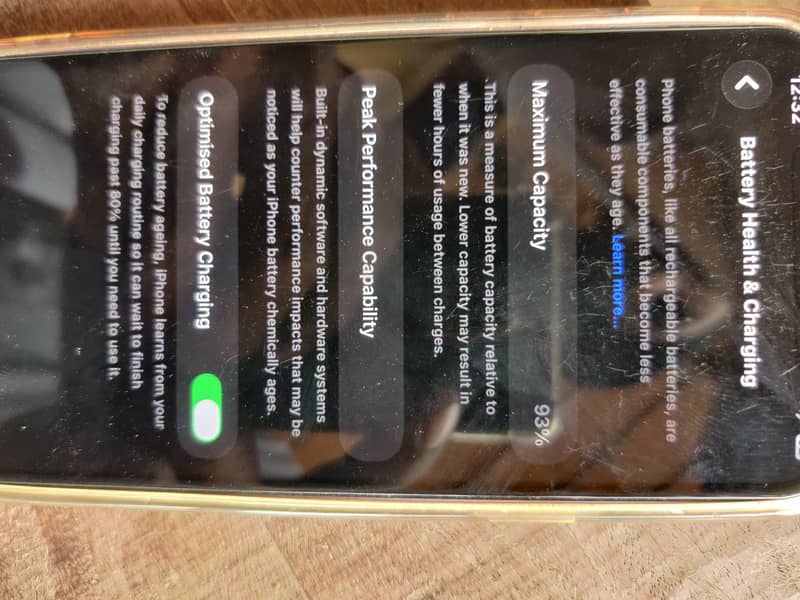 12:52
Battery Health & Charging
Phone batteries, like all rechargeable batteries, are
consumable components that become less
effective as they age. Learn more...
Maximum Capacity 93%
This is a measure of battery capacity relative to
when it was new. Lower capacity may result in
fewer hours of usage between charges.
Peak Performance Capability
Built-in dynamic software and hardware systems
will help counter performance impacts that may be
noticed as your iPhone battery chemically ages.
Optimised Battery Charging
To reduce battery ageing, iPhone learns from your
daily charging routine so it can wait to finish
charging past 80% until you need to use it.